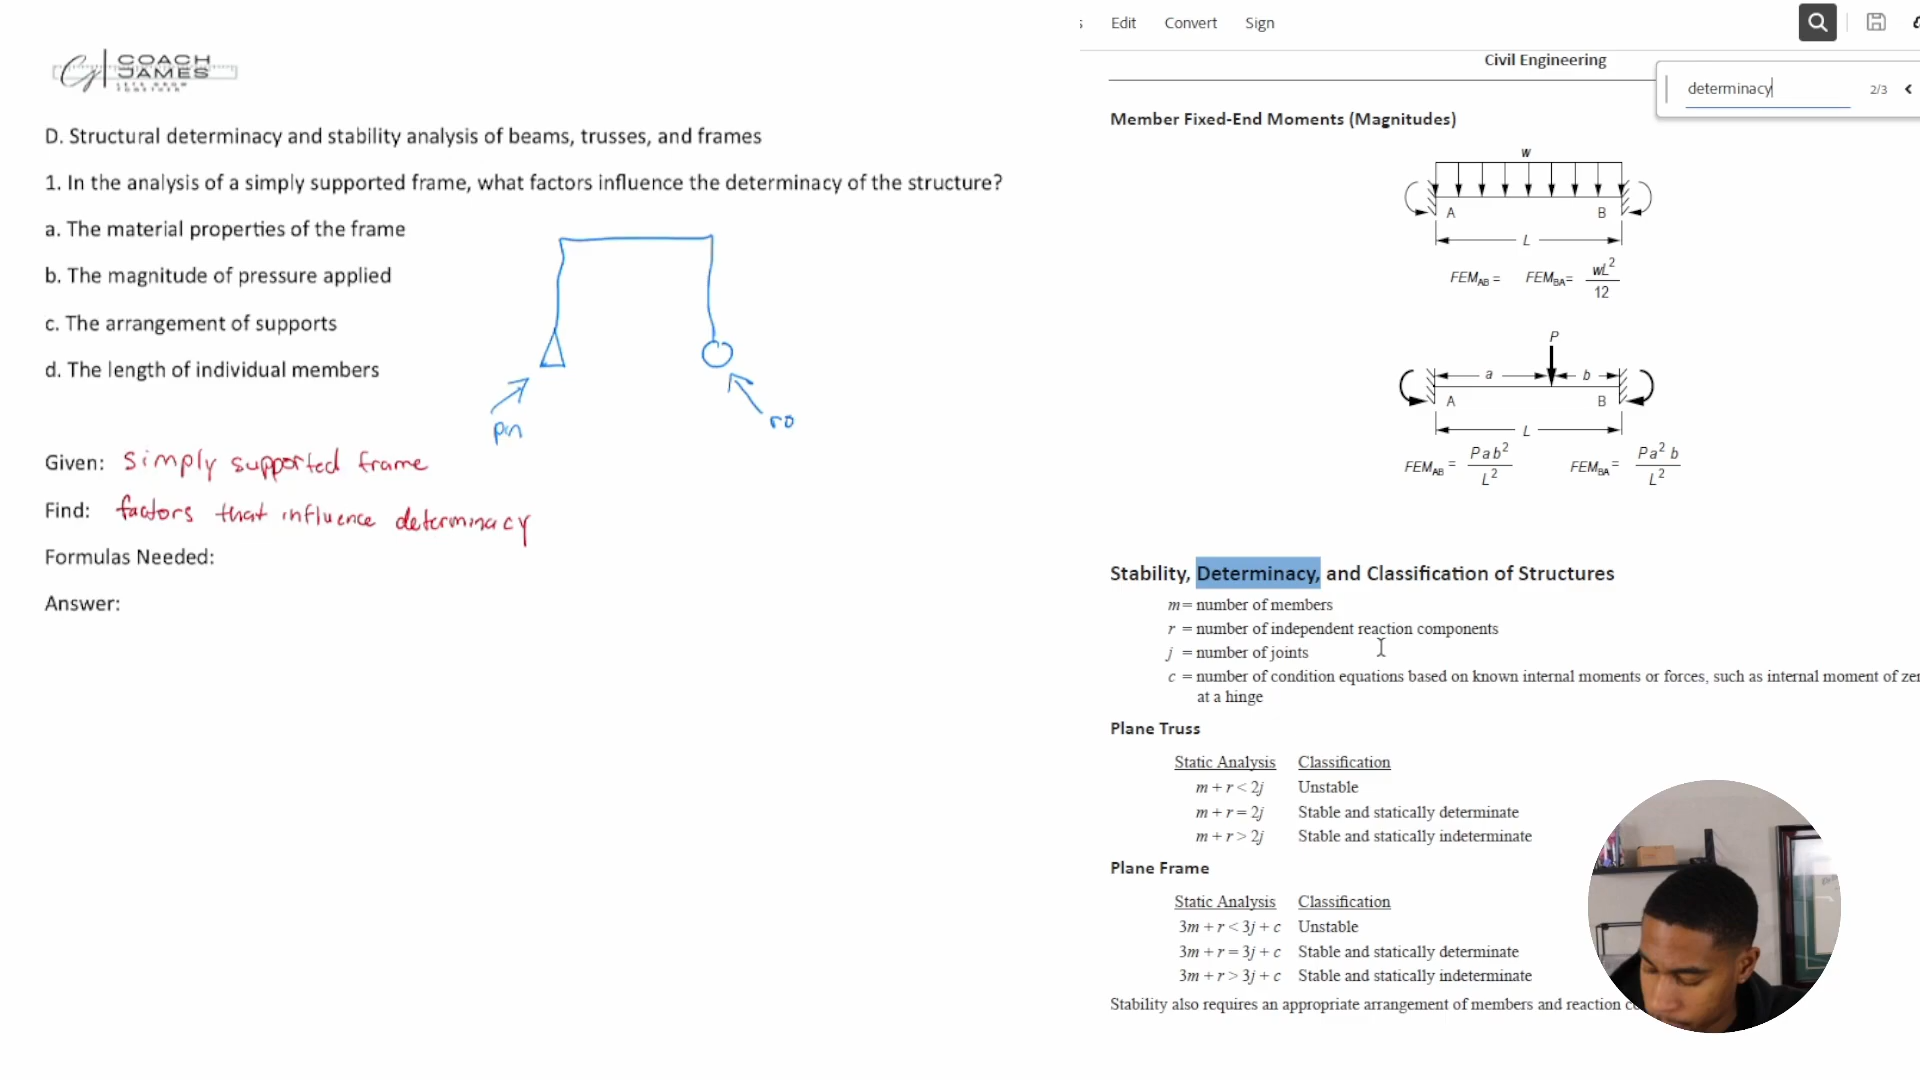 COACH
JAMES
D. Structural determinacy and stability analysis of beams, trusses, and frames
1. In the analysis of a simply supported frame, what factors influence the determinacy of the structure?
a. The material properties of the frame
b. The magnitude of pressure applied
c. The arrangement of supports
d. The length of individual members
pin
ro
Given: simply supported frame
Find: factors that influence determinacy
Formulas Needed:
Answer:
Edit Convert Sign
Civil Engineering
determinacy 2/3
Member Fixed-End Moments (Magnitudes)
w
A B
L
FEM_AB = FEM_BA = wL²/12
P
a b
A B
L
FEM_AB = Pab²/L² FEM_BA = Pa²b/L²
Stability, Determinacy, and Classification of Structures
m = number of members
r = number of independent reaction components
j = number of joints
c = number of condition equations based on known internal moments or forces, such as internal moment of
at a hinge
Plane Truss
Static Analysis Classification
m + r < 2j Unstable
m + r = 2j Stable and statically determinate
m + r > 2j Stable and statically indeterminate
Plane Frame
Static Analysis Classification
3m + r < 3j + c Unstable
3m + r = 3j + c Stable and statically determinate
3m + r > 3j + c Stable and statically indeterminate
Stability also requires an appropriate arrangement of members and reaction